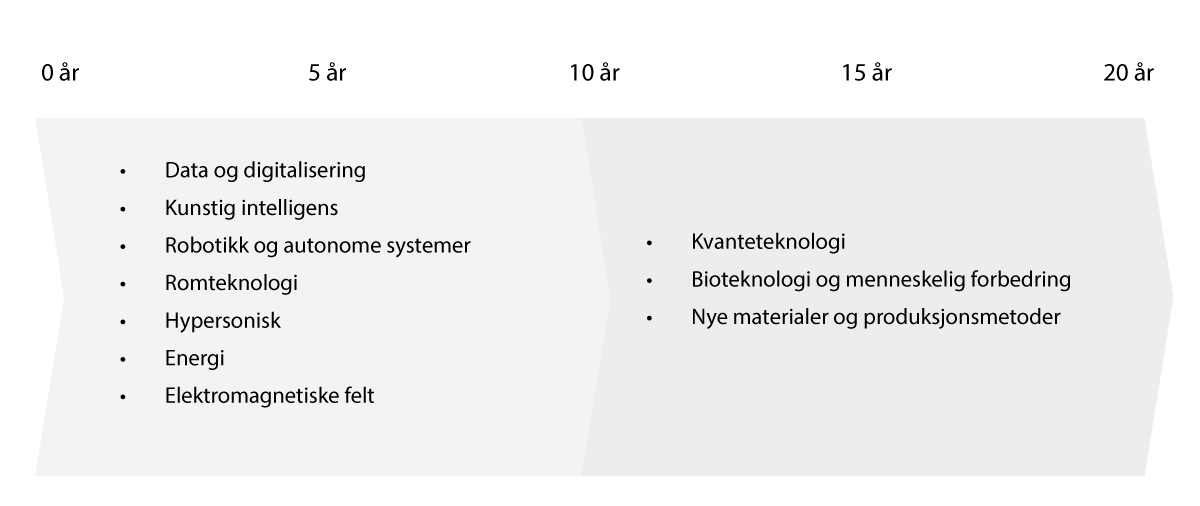 0 år
5 år
10 år
15 år
20 år
• Data og digitalisering
• Kunstig intelligens
• Robotikk og autonome systemer
• Romteknologi
• Hypersonisk
• Energi
• Elektromagnetiske felt
• Kvanteteknologi
• Bioteknologi og menneskelig forbedring
• Nye materialer og produksjonsmetoder